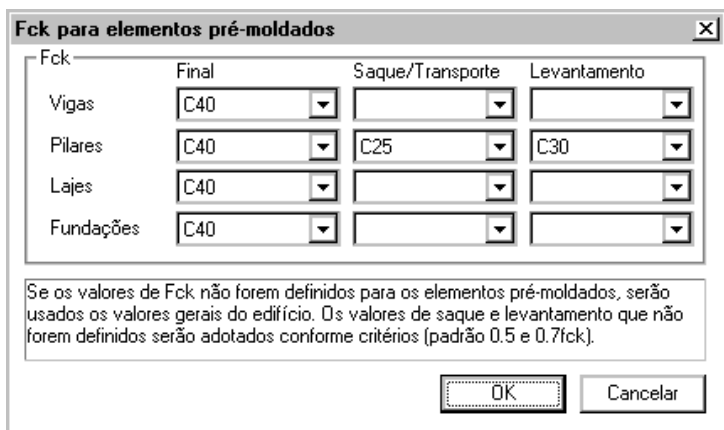 Fck para elementos pré-moldados
Fck
Final Saque/Transporte Levantamento
Vigas C40
Pilares C40 C25 C30
Lajes C40
Fundações C40
Se os valores de Fck não forem definidos para os elementos pré-moldados, serão
usados os valores gerais do edifício. Os valores de saque e levantamento que não
forem definidos serão adotados conforme critérios (padrão 0.5 e 0.7fck).
OK Cancelar